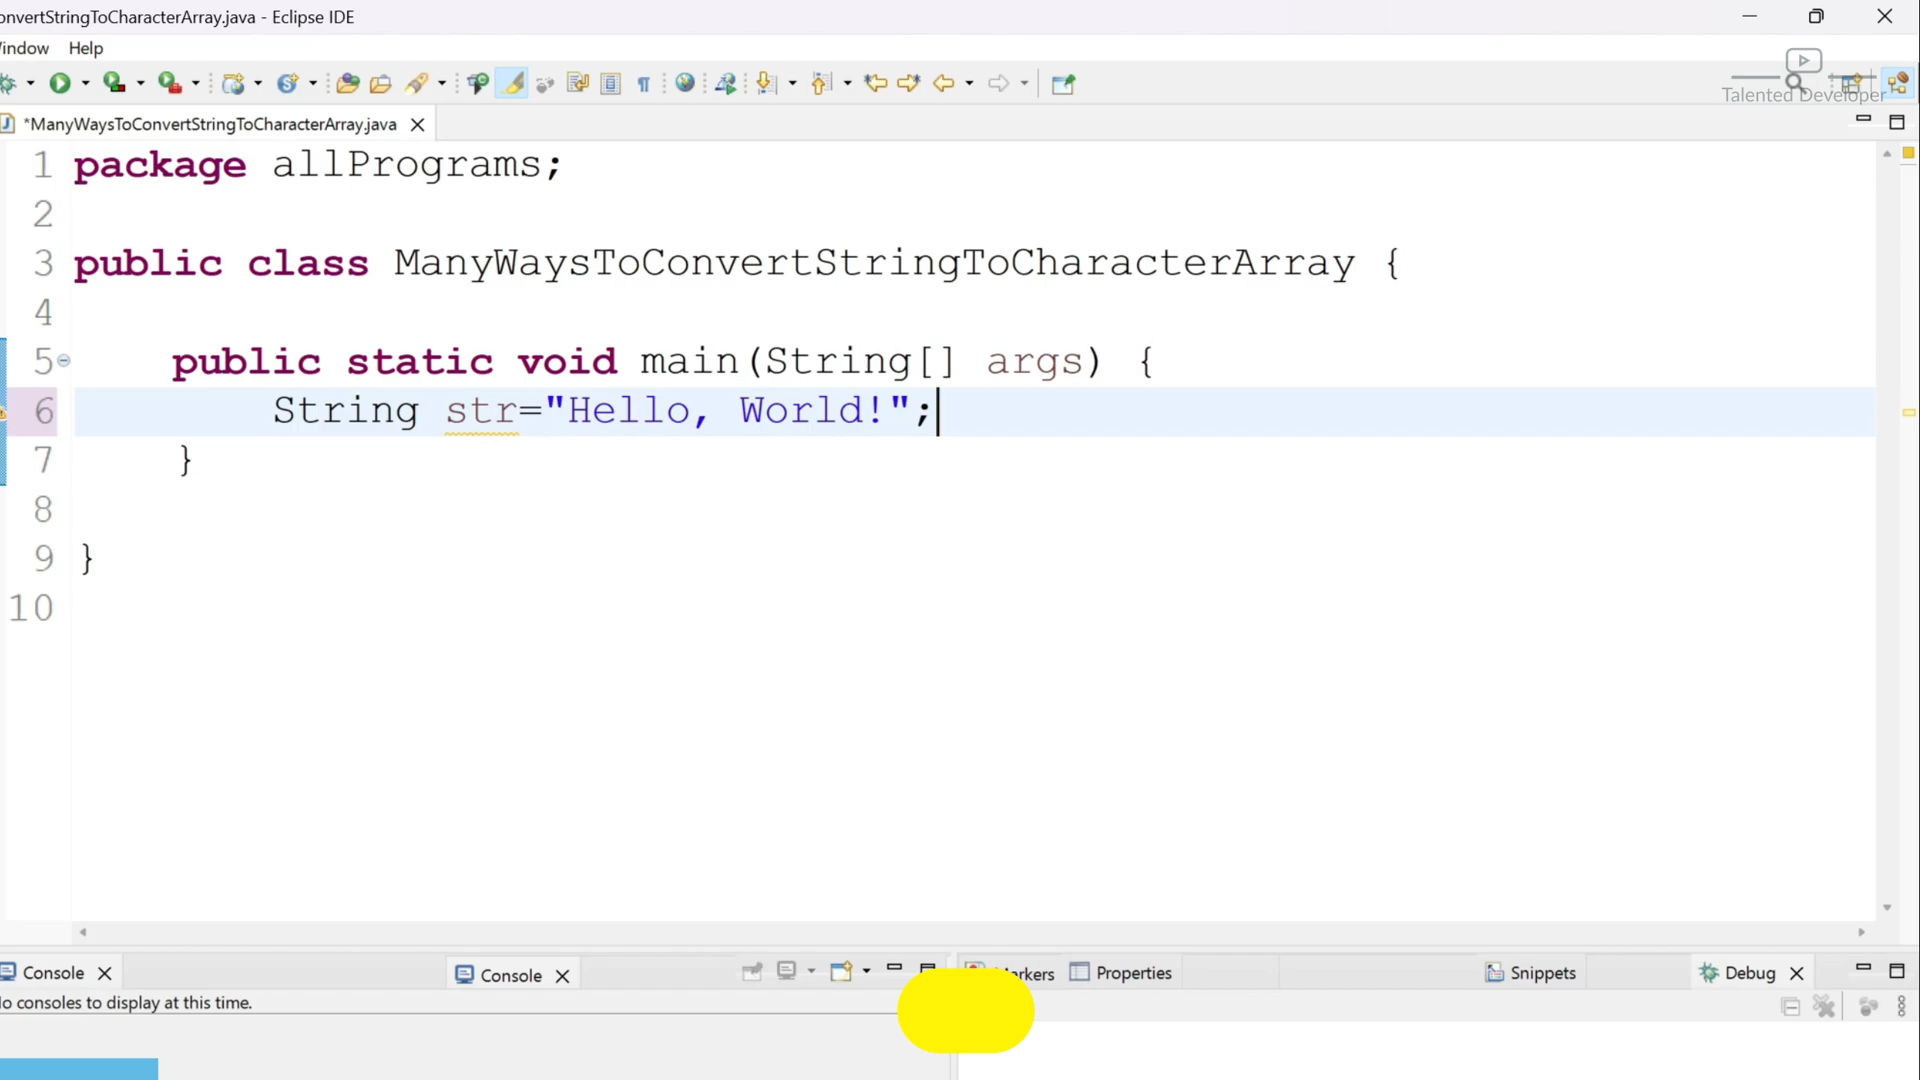 onvertStringToCharacterArray.java - Eclipse IDE
indow Help
Talented Developer
*ManyWaysToConvertStringToCharacterArray.java
1 package allPrograms;
2
3 public class ManyWaysToConvertStringToCharacterArray {
4
5 public static void main(String[] args) {
6 String str="Hello, World!";
7 }
8
9 }
10
Console Console rkers Properties Snippets Debug
o consoles to display at this time.